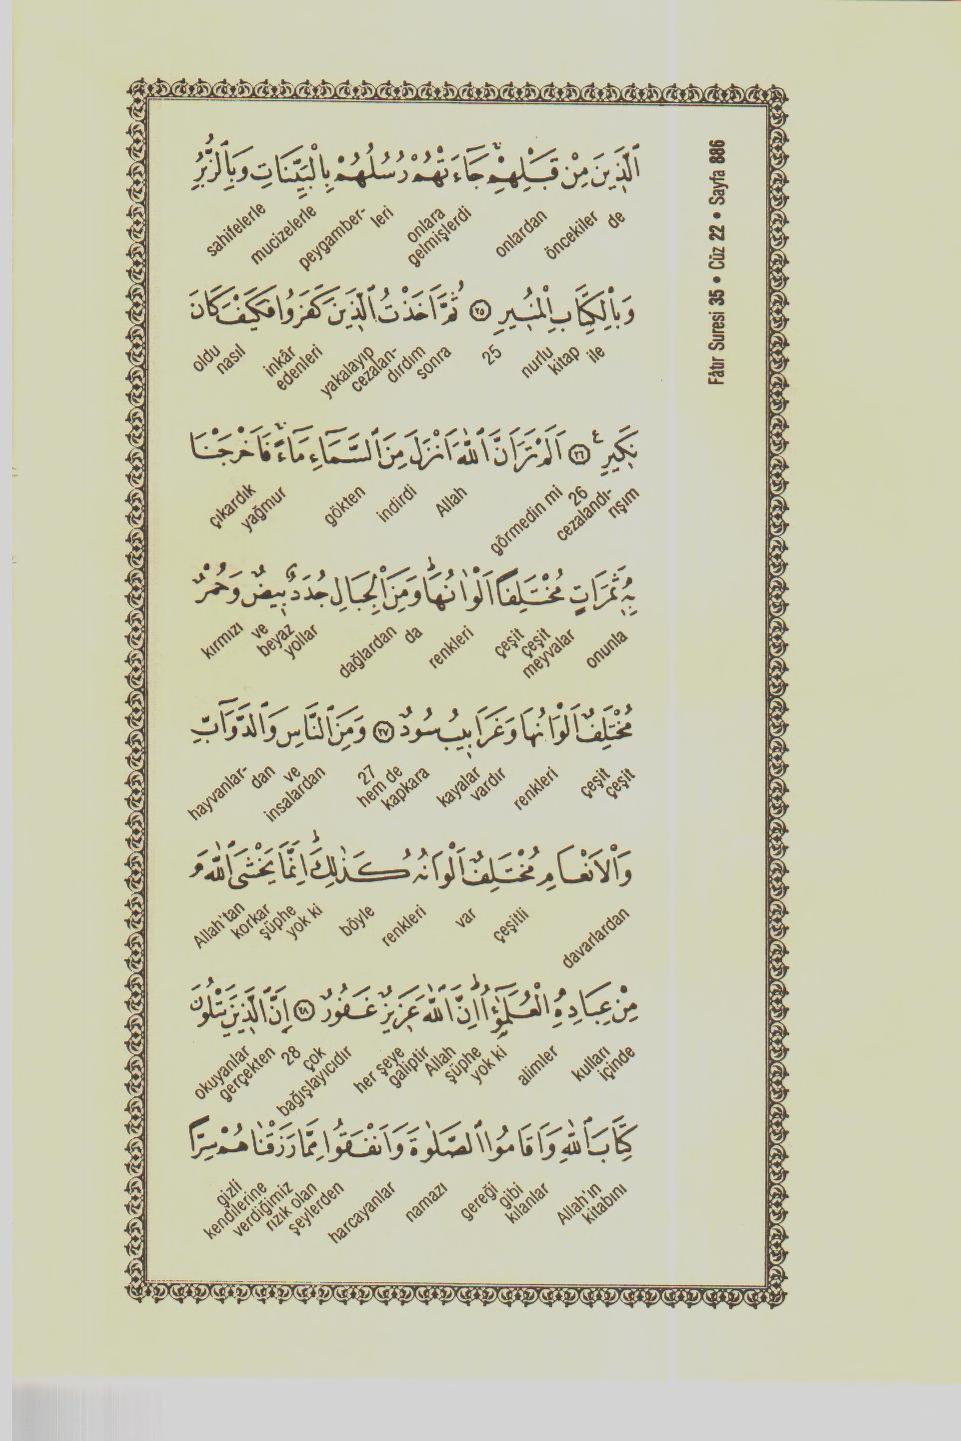 Fâtır Suresi 35 • Cüz 22 • Sayfa 886
اَلَّذ۪ينَ مِنْ قَبْلِهِمْۚ جَٓاءَتْهُمْ رُسُلُهُمْ بِالْبَيِّنَاتِ وَبِالزُّبُرِ
de öncekiler onlardan onlara gelmişlerdi peygamber- leri mucizelerle sahifelerle
وَبِالْكِتَابِ الْمُن۪يرِ ﴿٢٥﴾ ثُمَّ اَخَذْتُ الَّذ۪ينَ كَفَرُوا فَكَيْفَ كَانَ
ile kitap nurlu 25 sonra yakalayıp cezalan- dırdım inkâr edenleri nasıl oldu
نَك۪يرِ ﴿٢٦﴾ اَلَمْ تَرَ اَنَّ اللّٰهَ اَنْزَلَ مِنَ السَّمَٓاءِ مَٓاءًۚ فَاَخْرَجْنَا
cezalandı- rışım 26 görmedin mi Allah indirdi gökten yağmur çıkardık
بِه۪ ثَمَرَاتٍ مُخْتَلِفًا اَلْوَانُهَاۜ وَمِنَ الْجِبَالِ جُدَدٌ ب۪يضٌ وَحُمْرٌ
onunla çeşit çeşit meyvalar renkleri da dağlardan beyaz yollar ve kırmızı
مُخْتَلِفٌ اَلْوَانُهَا وَغَرَاب۪يبُ سُودٌ ﴿٢٧﴾ وَمِنَ النَّاسِ وَالدَّوَٓابِّ
çeşit çeşit renkleri kayalar vardır hem de kapkara 27 insalardan ve hayvanlar- dan
وَالْاَنْعَامِ مُخْتَلِفٌ اَلْوَانُهُ كَذٰلِكَۜ اِنَّمَا يَخْشَى اللّٰهَ
davarlardan çeşitli var renkleri böyle şüphe yok ki korkar Allah'tan
مِنْ عِبَادِهِ الْعُلَمٰٓؤُ۬اۜ اِنَّ اللّٰهَ عَز۪يزٌ غَفُورٌ ﴿٢٨﴾ اِنَّ الَّذ۪ينَ يَتْلُونَ
içinde kulları alimler şüphe yok ki Allah her şeye galiptir çok bağışlayıcıdır 28 gerçekten okuyanlar
كِتَابَ اللّٰهِ وَاَقَامُوا الصَّلٰوةَ وَاَنْفَقُوا مِمَّا رَزَقْنَاهُمْ سِرًّا
Allah'in kitabını gereği gibi kılanlar namazı harcayanlar kendilerine verdiğimiz rızık olan şeylerden gizli